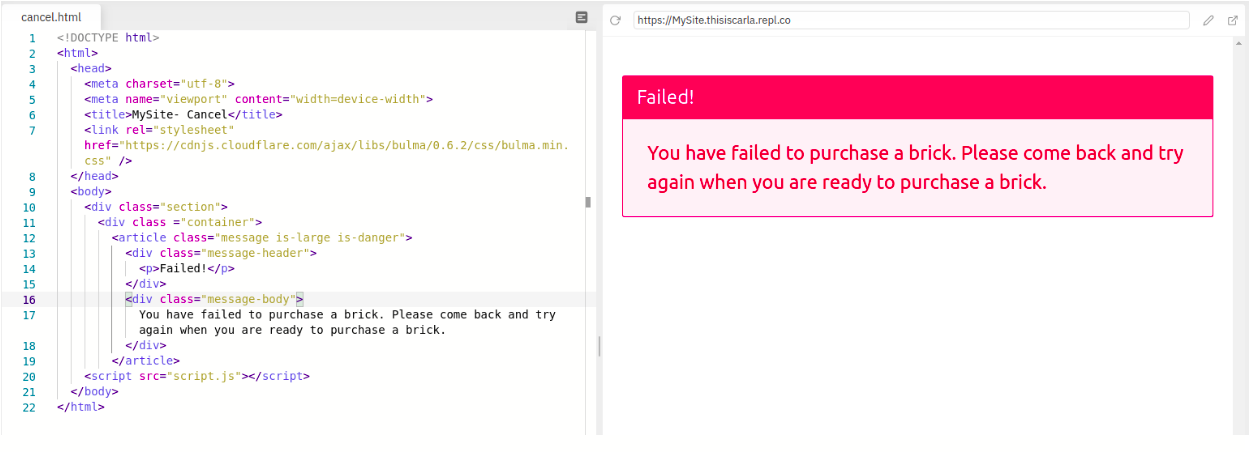 cancel.html
1 <!DOCTYPE html>
2 <html>
3 <head>
4 <meta charset="utf-8">
5 <meta name="viewport" content="width=device-width">
6 <title>MySite- Cancel</title>
7 <link rel="stylesheet"
href="https://cdnjs.cloudflare.com/ajax/libs/bulma/0.6.2/css/bulma.min.
css" />
8 </head>
9 <body>
10 <div class="section">
11 <div class ="container">
12 <article class="message is-large is-danger">
13 <div class="message-header">
14 <p>Failed!</p>
15 </div>
16 <div class="message-body">
17 You have failed to purchase a brick. Please come back and try
again when you are ready to purchase a brick.
18 </div>
19 </article>
20 <script src="script.js"></script>
21 </body>
22 </html>
https://MySite.thisiscarla.repl.co
Failed!
You have failed to purchase a brick. Please come back and try
again when you are ready to purchase a brick.